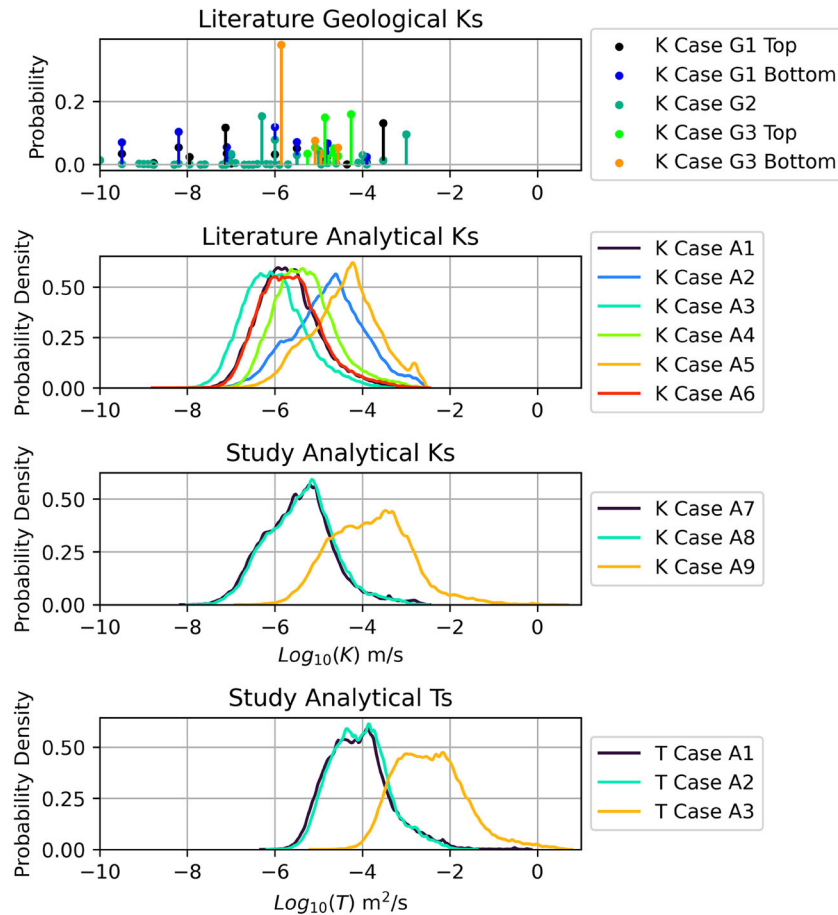 Literature Geological Ks
Probability
0.2
0.0
−10 −8 −6 −4 −2 0
K Case G1 Top
K Case G1 Bottom
K Case G2
K Case G3 Top
K Case G3 Bottom
Literature Analytical Ks
Probability Density
0.50
0.25
0.00
−10 −8 −6 −4 −2 0
K Case A1
K Case A2
K Case A3
K Case A4
K Case A5
K Case A6
Study Analytical Ks
Probability Density
0.50
0.25
0.00
−10 −8 −6 −4 −2 0
Log10(K) m/s
K Case A7
K Case A8
K Case A9
Study Analytical Ts
Probability Density
0.50
0.25
0.00
−10 −8 −6 −4 −2 0
Log10(T) m²/s
T Case A1
T Case A2
T Case A3